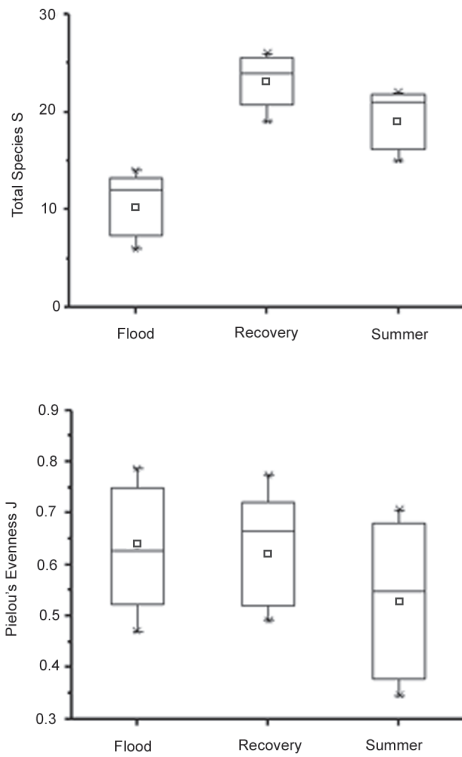 30
20
10
0
Total Species S
Flood Recovery Summer
0.9
0.8
0.7
0.6
0.5
0.4
0.3
Pielou's Evenness J
Flood Recovery Summer